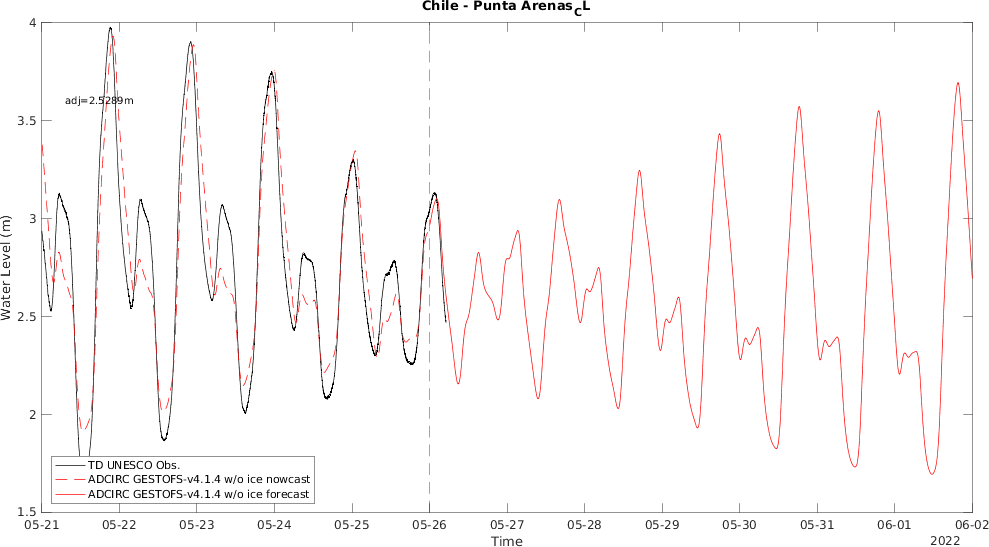 Chile - Punta Arenas_CL
adj=2.5289m
Water Level (m)
4
3.5
3
2.5
2
1.5
TD UNESCO Obs.
ADCIRC GESTOFS-v4.1.4 w/o ice nowcast
ADCIRC GESTOFS-v4.1.4 w/o ice forecast
05-21 05-22 05-23 05-24 05-25 05-26 05-27 05-28 05-29 05-30 05-31 06-01 06-02
Time
2022